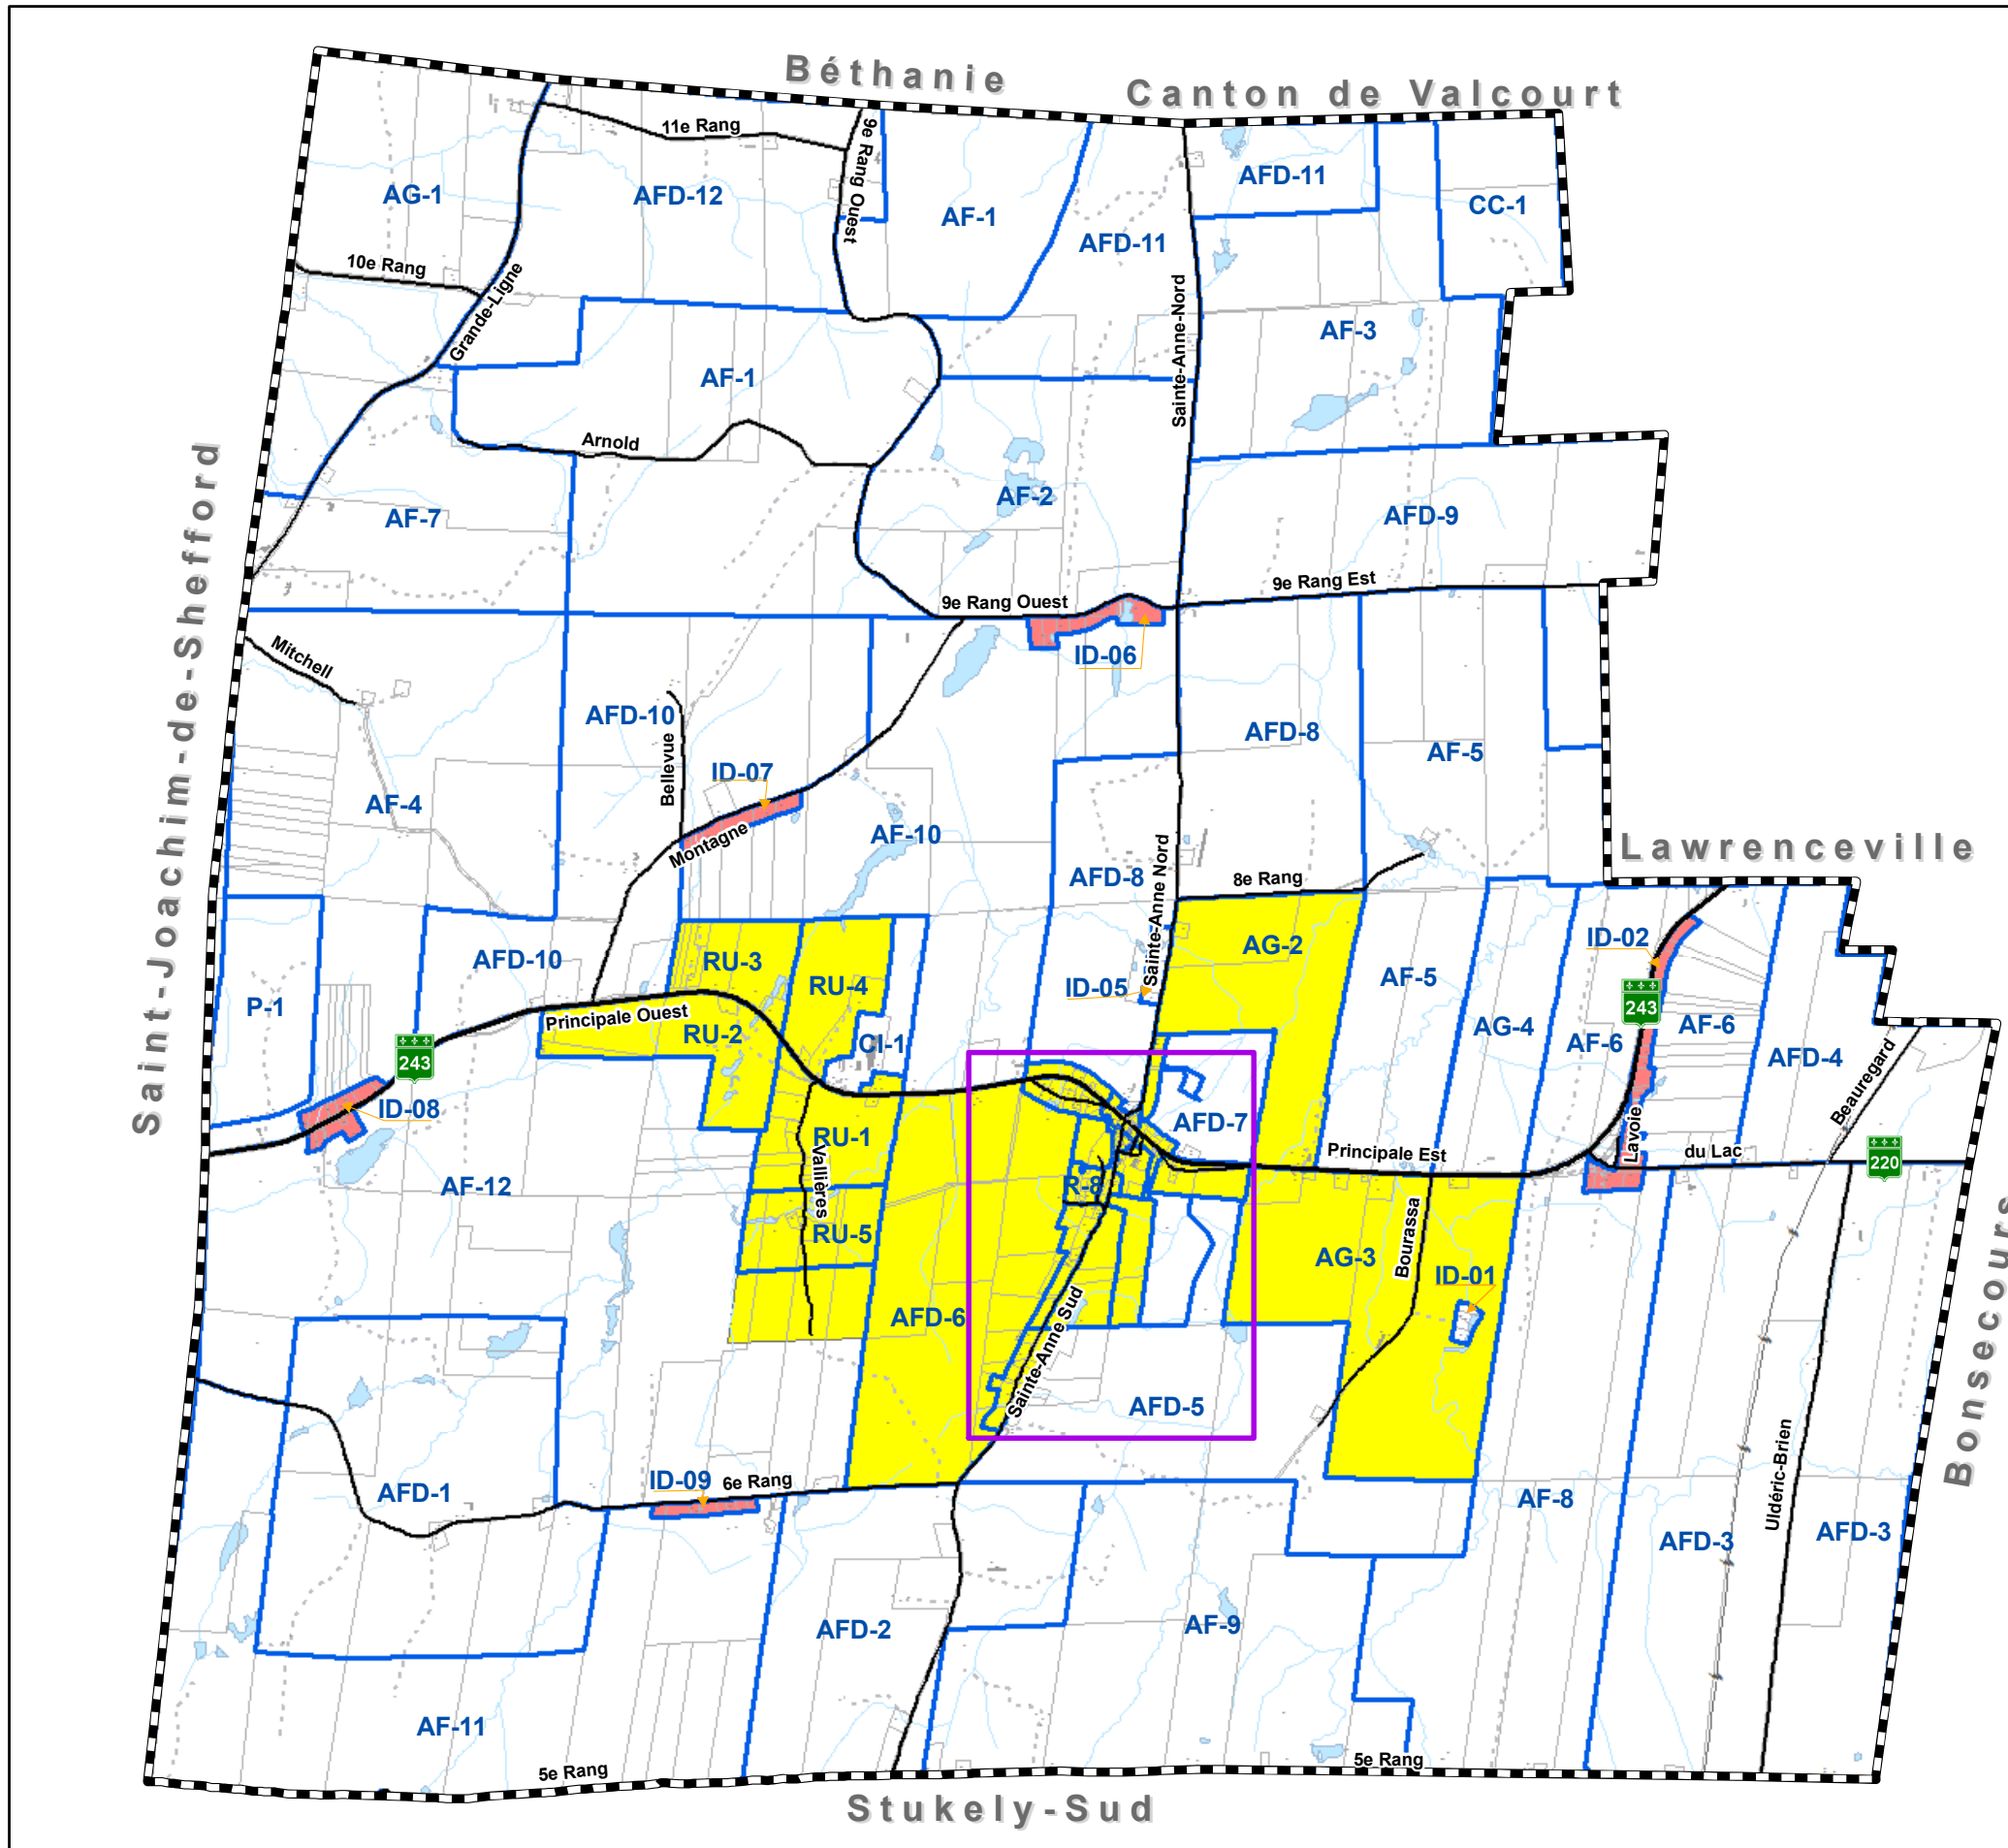 Béthanie
Canton de Valcourt
11e Rang
9e Rang Ouest
AG-1
AFD-12
AF-1
AFD-11
AFD-11
CC-1
10e Rang
Grande-Ligne
Sainte-Anne-Nord
AF-3
AF-1
Arnold
Saint-Joachim-de-Shefford
AF-7
AF-2
AFD-9
9e Rang Ouest
9e Rang Est
Mitchell
ID-06
AFD-10
Bellevue
AFD-8
AF-5
ID-07
AF-4
Montagne
AF-10
Lawrenceville
AFD-8
Sainte-Anne Nord
8e Rang
AFD-10
RU-3
RU-4
AG-2
ID-02
P-1
ID-05
AF-5
243
Principale Ouest
RU-2
CI-1
AG-4
AF-6
AF-6
AFD-4
243
Beauregard
ID-08
RU-1
AFD-7
Principale Est
Lavoie
du Lac
220
AF-12
Vallières
R-8
RU-5
AG-3
Bourassa
ID-01
Bonsecours
AFD-6
Sainte-Anne Sud
AFD-5
Uldéric-Brien
AFD-1
ID-09
6e Rang
AF-8
AFD-3
AFD-3
AFD-2
AF-9
AF-11
5e Rang
5e Rang
Stukely-Sud